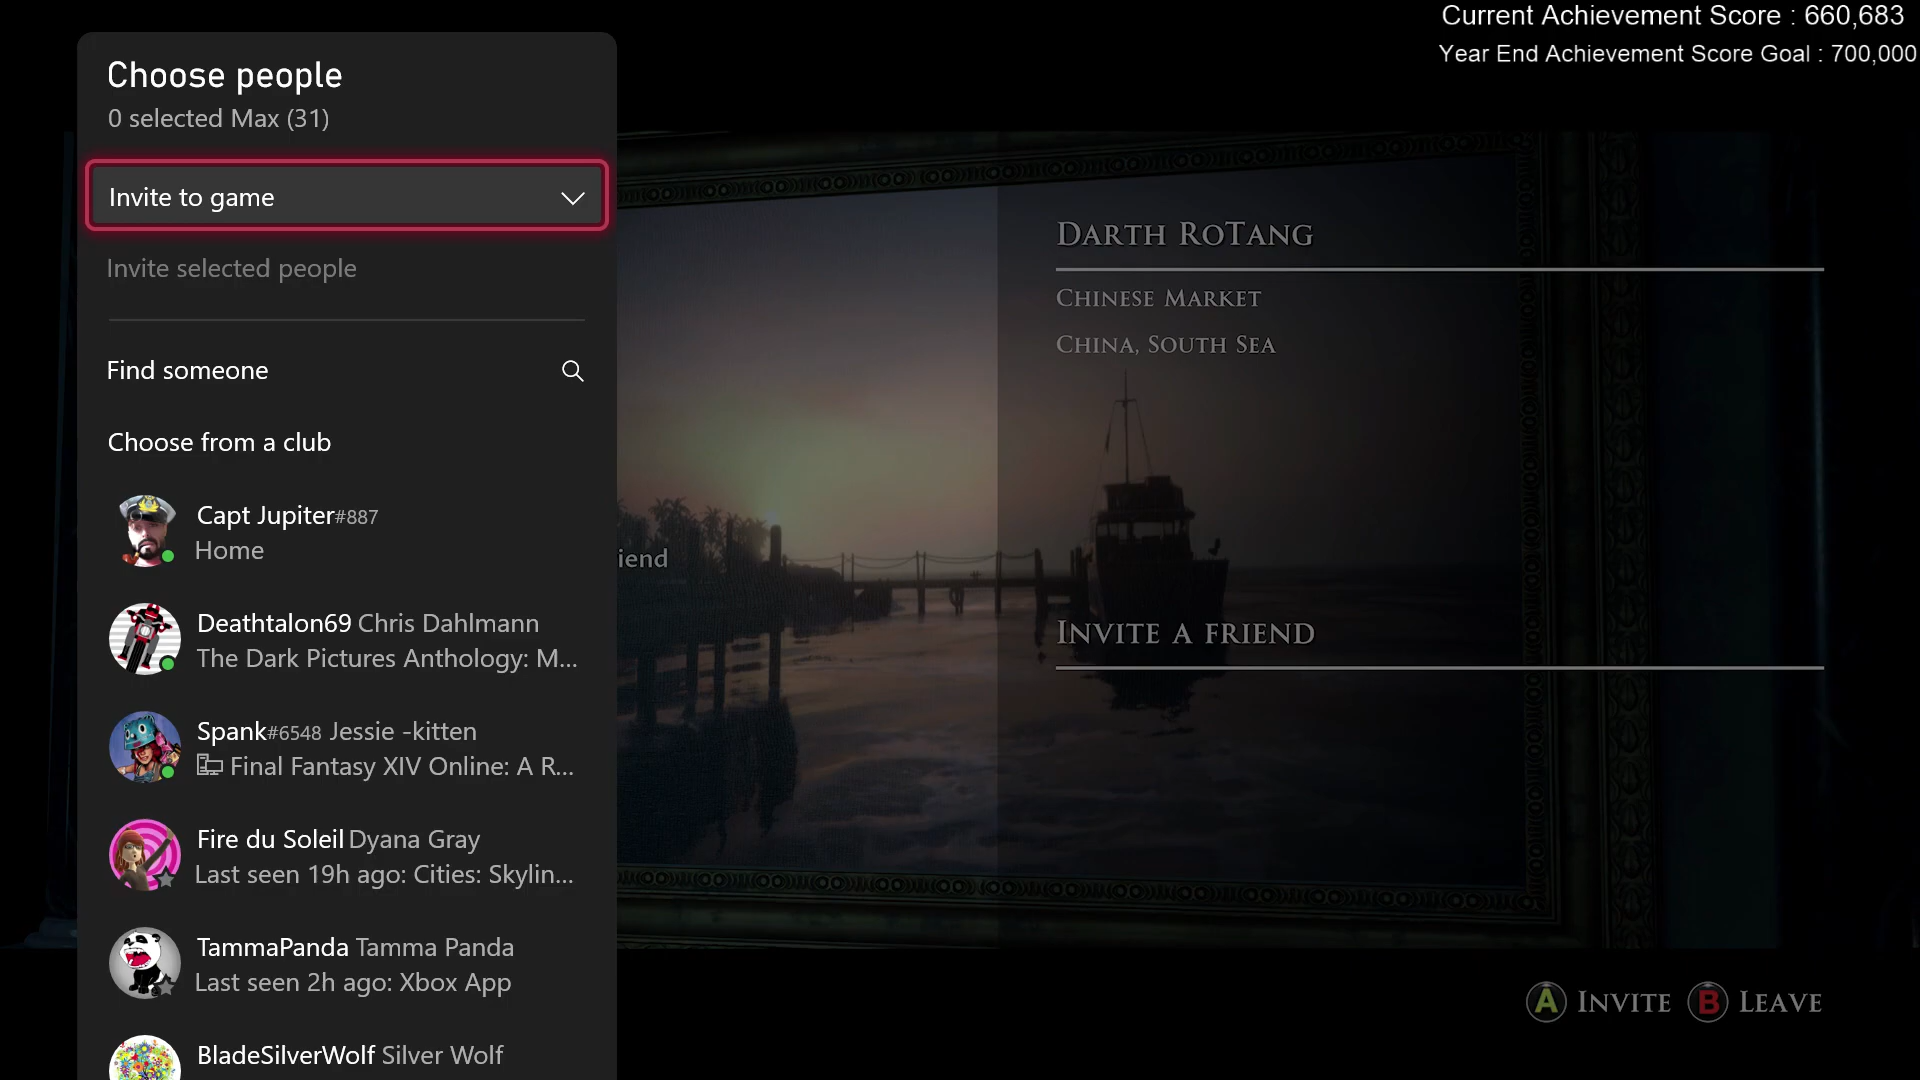 Current Achievement Score : 660,683
Year End Achievement Score Goal : 700,000
Choose people
0 selected Max (31)
Invite to game
Invite selected people
Find someone
Choose from a club
Capt Jupiter#887
Home
Deathtalon69 Chris Dahlmann
The Dark Pictures Anthology: M...
Spank#6548 Jessie -kitten
Final Fantasy XIV Online: A R...
Fire du Soleil Dyana Gray
Last seen 19h ago: Cities: Skylin...
TammaPanda Tamma Panda
Last seen 2h ago: Xbox App
BladeSilverWolf Silver Wolf
iend
DARTH ROTANG
CHINESE MARKET
CHINA, SOUTH SEA
INVITE A FRIEND
A INVITE B LEAVE